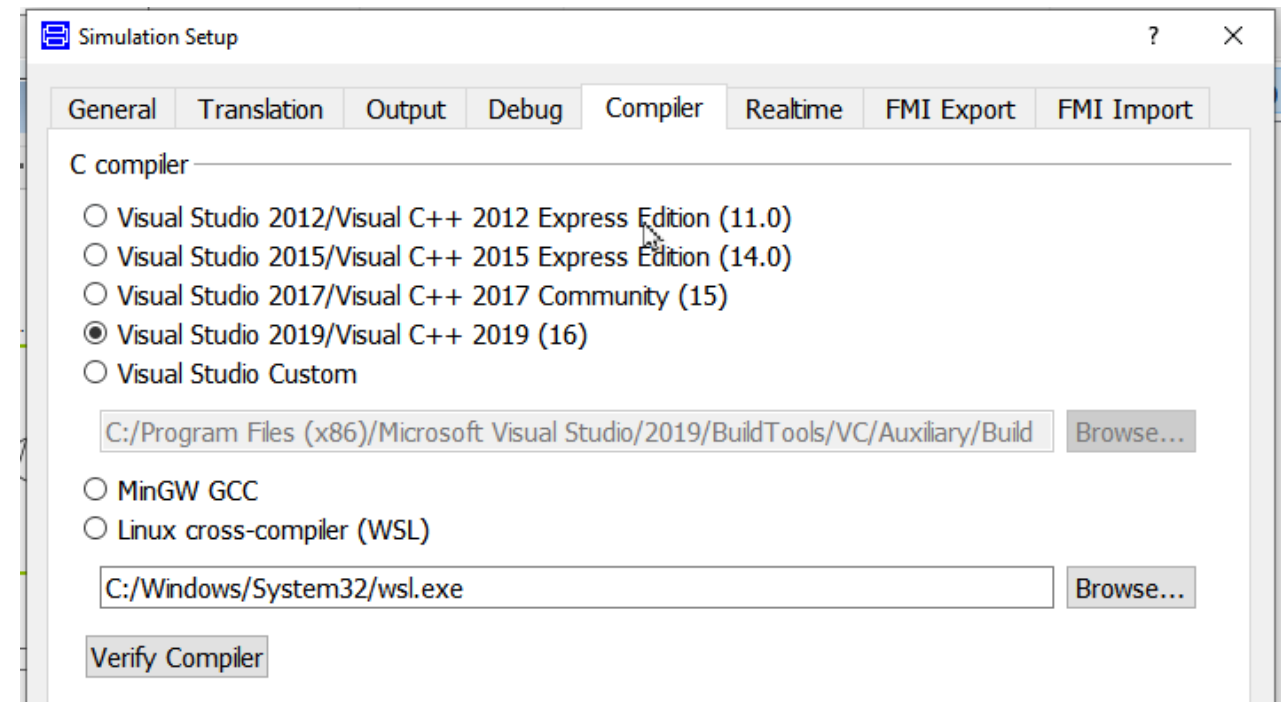 Simulation Setup ?
General Translation Output Debug Compiler Realtime FMI Export FMI Import
C compiler
Visual Studio 2012/Visual C++ 2012 Express Edition (11.0)
Visual Studio 2015/Visual C++ 2015 Express Edition (14.0)
Visual Studio 2017/Visual C++ 2017 Community (15)
Visual Studio 2019/Visual C++ 2019 (16)
Visual Studio Custom
C:/Program Files (x86)/Microsoft Visual Studio/2019/BuildTools/VC/Auxiliary/Build Browse...
MinGW GCC
Linux cross-compiler (WSL)
C:/Windows/System32/wsl.exe Browse...
Verify Compiler